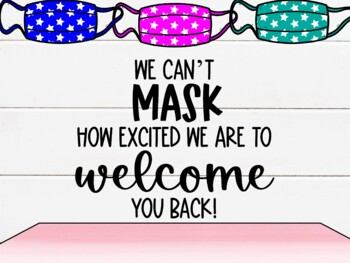 WE CAN'T
MASK
HOW EXCITED WE ARE TO
welcome
YOU BACK!